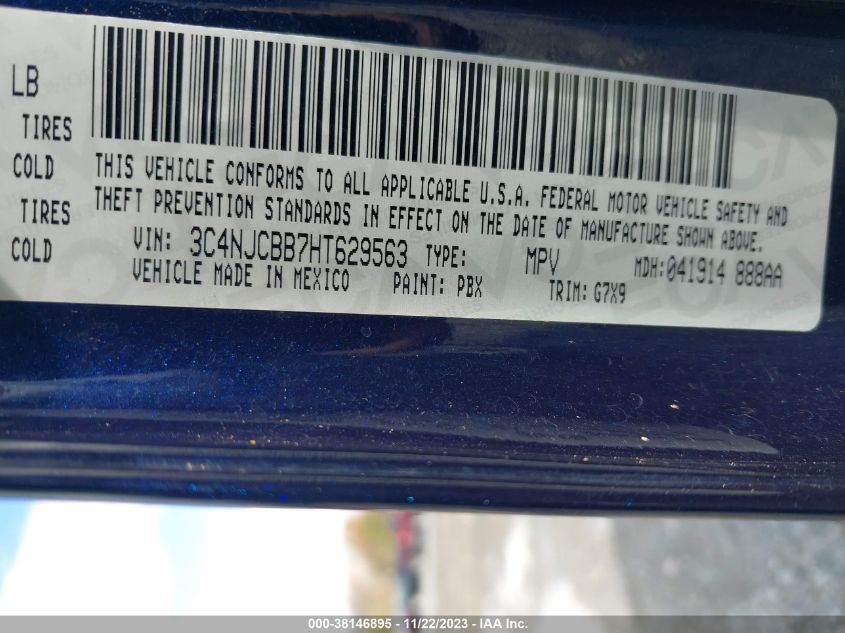 LB
TIRES
COLD
TIRES
COLD
THIS VEHICLE CONFORMS TO ALL APPLICABLE U.S.A. FEDERAL MOTOR VEHICLE SAFETY AND
THEFT PREVENTION STANDARDS IN EFFECT ON THE DATE OF MANUFACTURE SHOWN ABOVE.
VIN: 3C4NJCBB7HT629563 TYPE: MPV MDH:041914 888AA
VEHICLE MADE IN MEXICO PAINT: PBX TRIM: G7X9
000-38146895 - 11/22/2023 - IAA Inc.